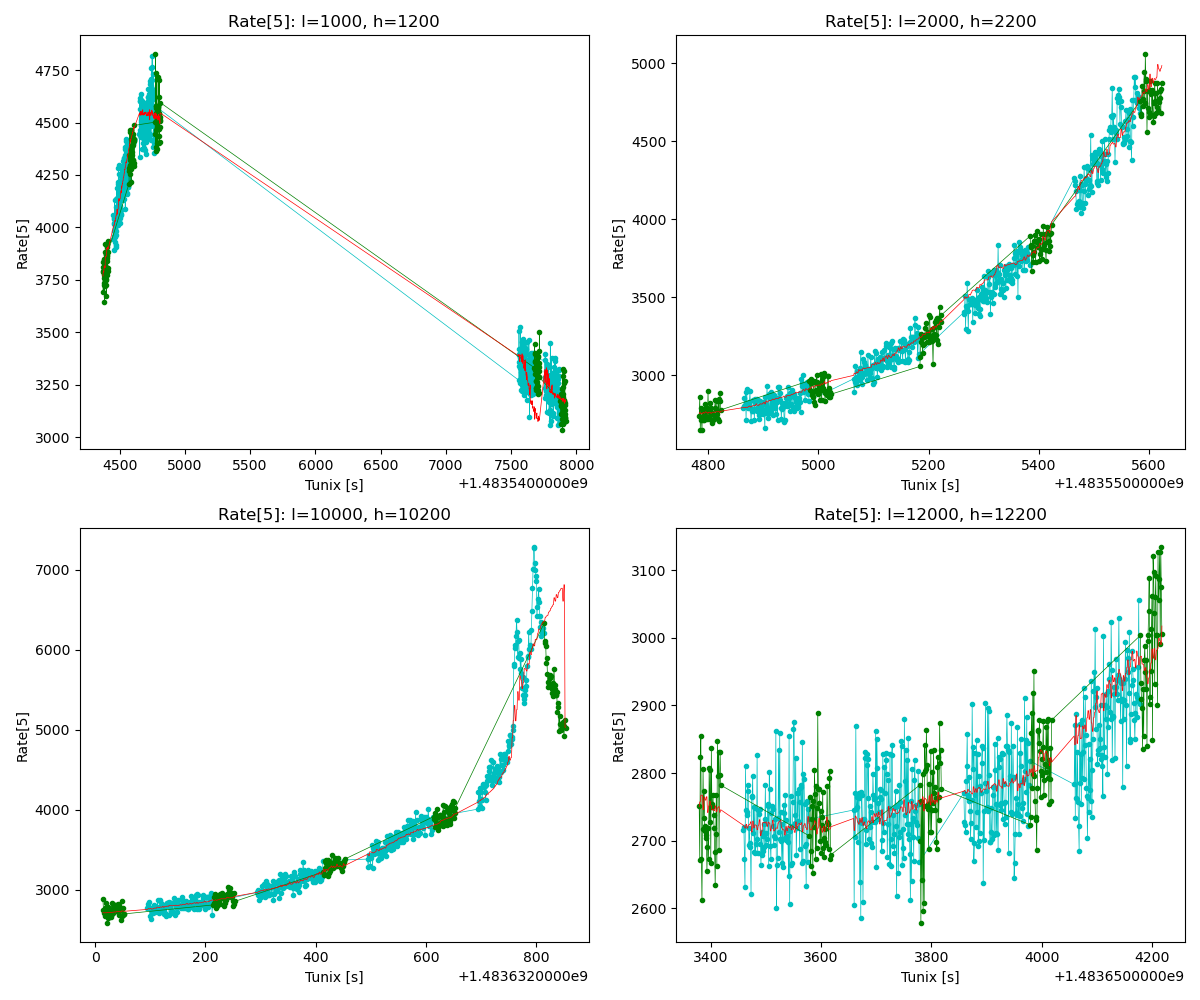 Rate[5]: l=1000, h=1200
Rate[5]
4750
4500
4250
4000
3750
3500
3250
3000
4500 5000 5500 6000 6500 7000 7500 8000
Tunix [s]
+1.4835400000e9
Rate[5]: l=2000, h=2200
Rate[5]
5000
4500
4000
3500
3000
4800 5000 5200 5400 5600
Tunix [s]
+1.4835500000e9
Rate[5]: l=10000, h=10200
Rate[5]
7000
6000
5000
4000
3000
0 200 400 600 800
Tunix [s]
+1.4836320000e9
Rate[5]: l=12000, h=12200
Rate[5]
3100
3000
2900
2800
2700
2600
3400 3600 3800 4000 4200
Tunix [s]
+1.4836500000e9